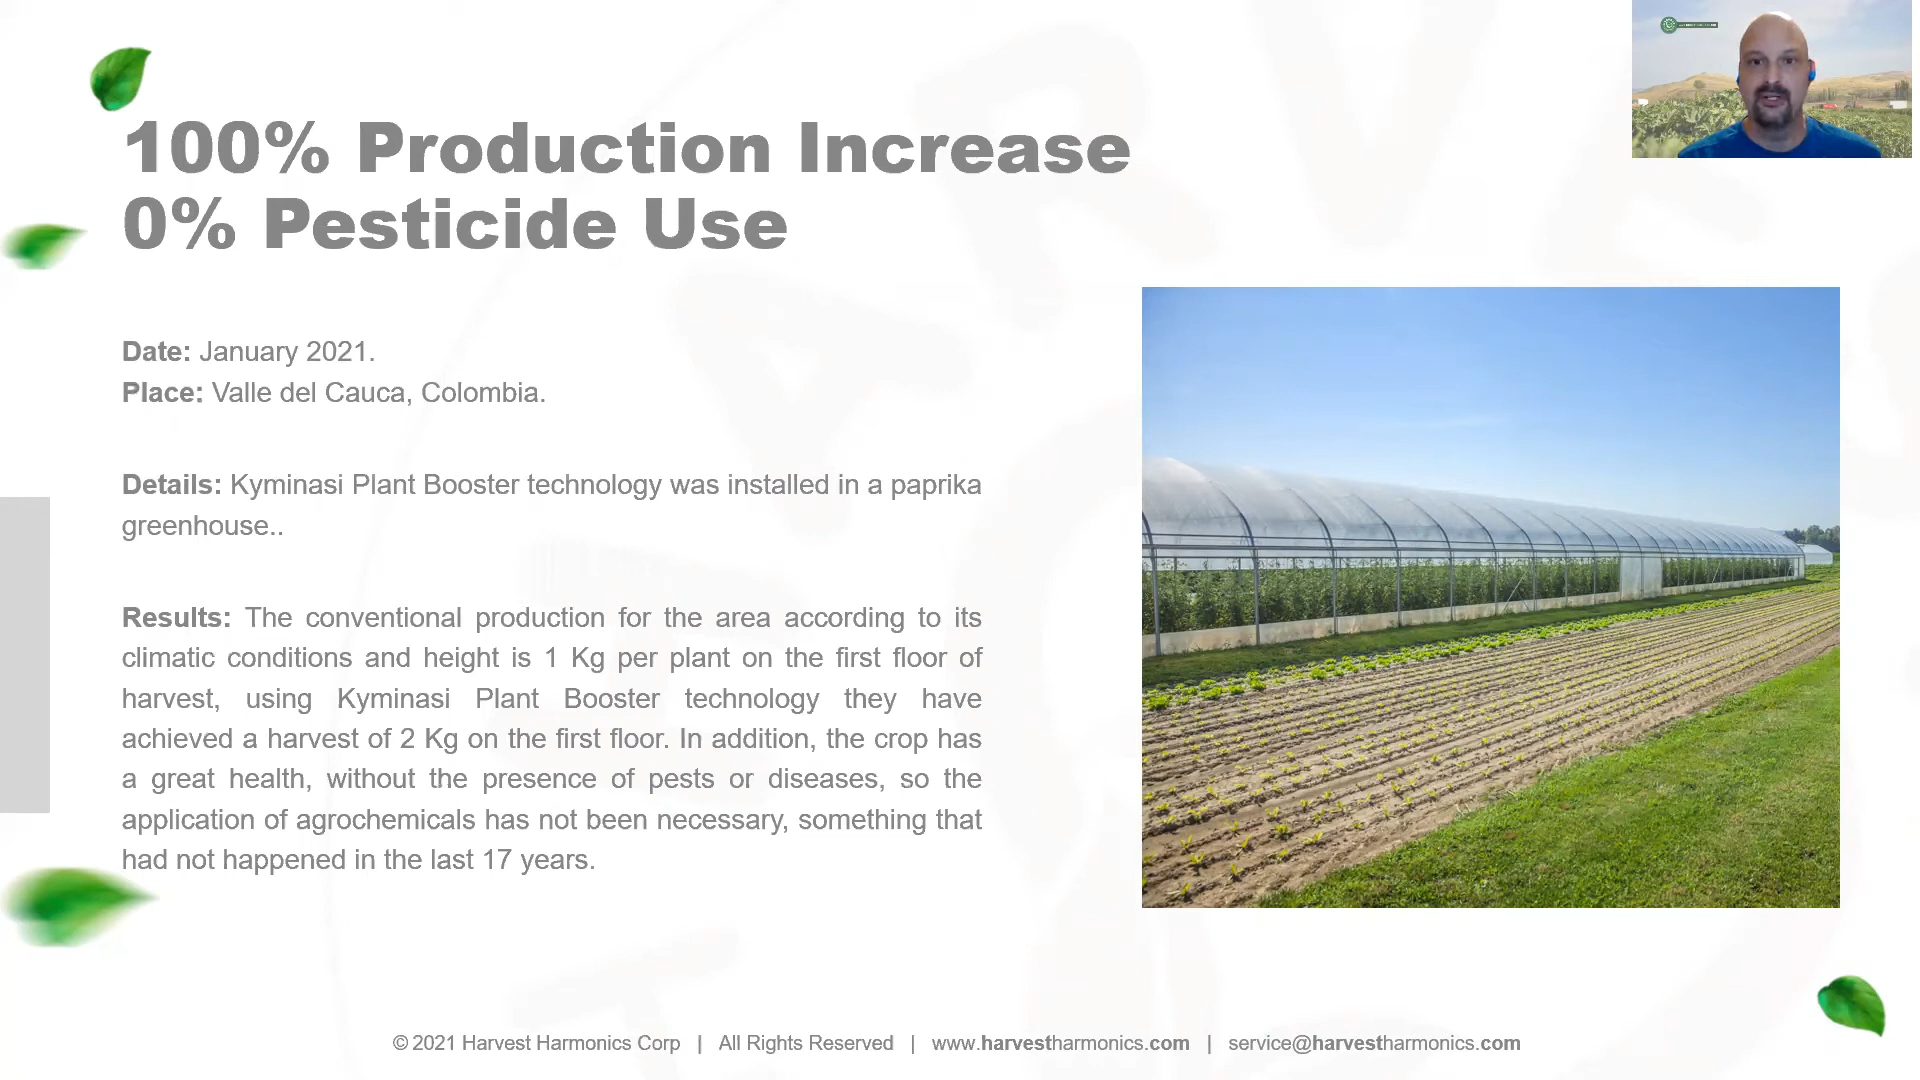 100% Production Increase
0% Pesticide Use
Date: January 2021.
Place: Valle del Cauca, Colombia.
Details: Kyminasi Plant Booster technology was installed in a paprika
greenhouse..
Results: The conventional production for the area according to its
climatic conditions and height is 1 Kg per plant on the first floor of
harvest, using Kyminasi Plant Booster technology they have
achieved a harvest of 2 Kg on the first floor. In addition, the crop has
a great health, without the presence of pests or diseases, so the
application of agrochemicals has not been necessary, something that
had not happened in the last 17 years.
© 2021 Harvest Harmonics Corp | All Rights Reserved | www.harvestharmonics.com | service@harvestharmonics.com